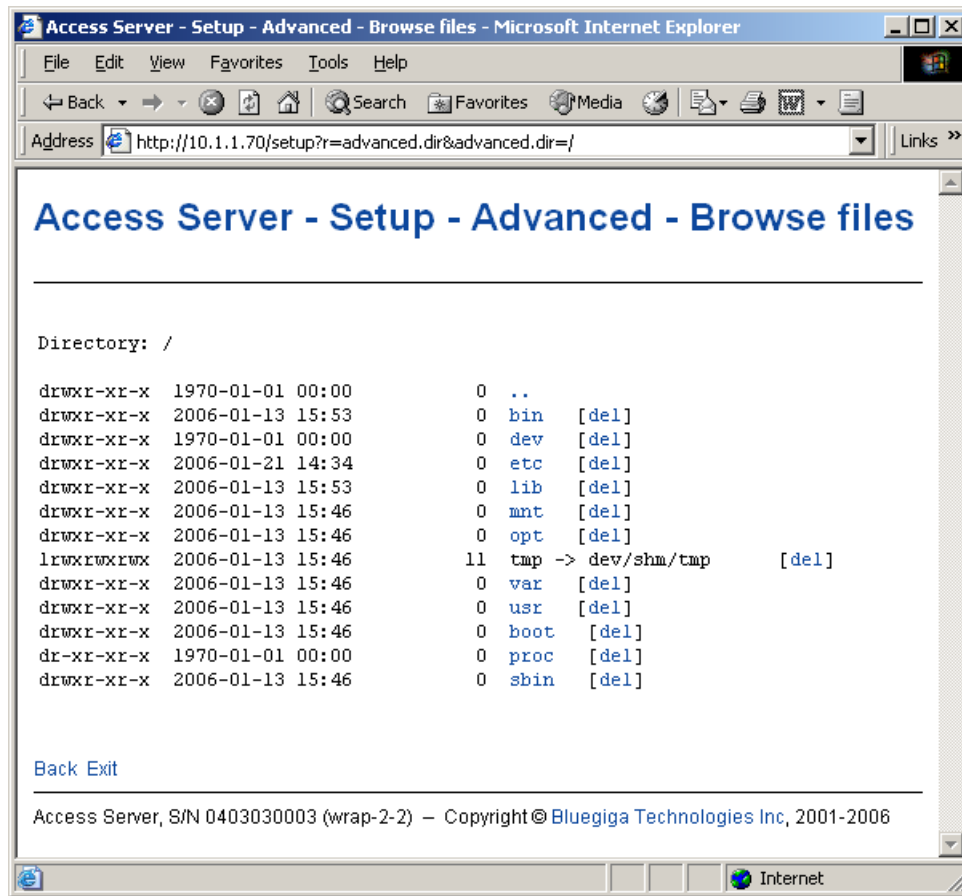 Access Server - Setup - Advanced - Browse files - Microsoft Internet Explorer
File Edit View Favorites Tools Help
Back Search Favorites Media
Address http://10.1.1.70/setup?r=advanced.dir&advanced.dir=/ Links »
Access Server - Setup - Advanced - Browse files
Directory: /
drwxr-xr-x 1970-01-01 00:00 0 ..
drwxr-xr-x 2006-01-13 15:53 0 bin [del]
drwxr-xr-x 1970-01-01 00:00 0 dev [del]
drwxr-xr-x 2006-01-21 14:34 0 etc [del]
drwxr-xr-x 2006-01-13 15:53 0 lib [del]
drwxr-xr-x 2006-01-13 15:46 0 mnt [del]
drwxr-xr-x 2006-01-13 15:46 0 opt [del]
lrwxrwxrwx 2006-01-13 15:46 11 tmp -> dev/shm/tmp [del]
drwxr-xr-x 2006-01-13 15:46 0 var [del]
drwxr-xr-x 2006-01-13 15:46 0 usr [del]
drwxr-xr-x 2006-01-13 15:46 0 boot [del]
dr-xr-xr-x 1970-01-01 00:00 0 proc [del]
drwxr-xr-x 2006-01-13 15:46 0 sbin [del]
Back Exit
Access Server, S/N 0403030003 (wrap-2-2) – Copyright © Bluegiga Technologies Inc, 2001-2006
Internet